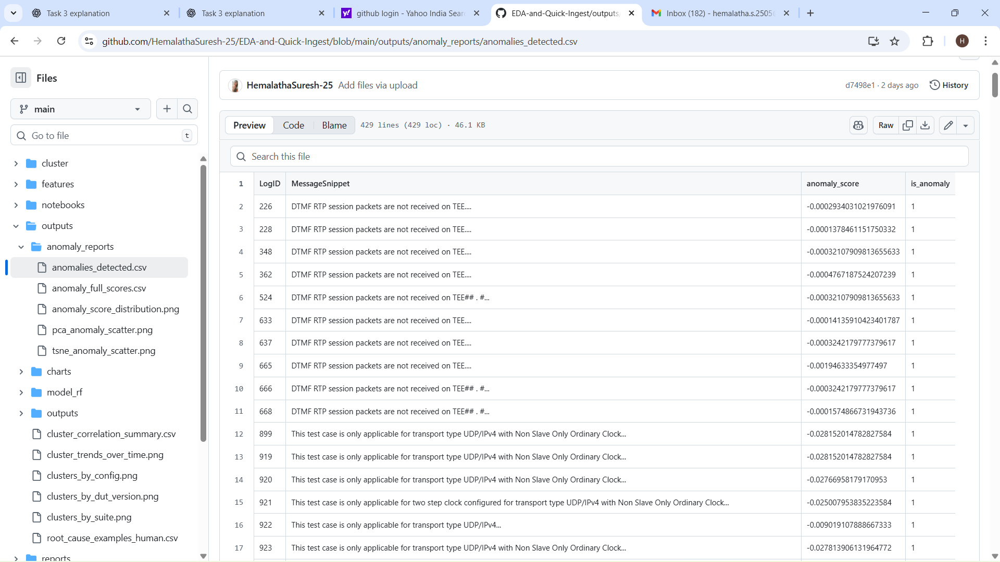 Task 3 explanation
Task 3 explanation
github login - Yahoo India Sear
EDA-and-Quick-Ingest/outputs
Inbox (182) - hemalatha.s.2505
github.com/HemalathaSuresh-25/EDA-and-Quick-Ingest/blob/main/outputs/anomaly_reports/anomalies_detected.csv
H
Files
main
Go to file
t
cluster
features
notebooks
outputs
anomaly_reports
anomalies_detected.csv
anomaly_full_scores.csv
anomaly_score_distribution.png
pca_anomaly_scatter.png
tsne_anomaly_scatter.png
charts
model_rf
outputs
cluster_correlation_summary.csv
cluster_trends_over_time.png
clusters_by_config.png
clusters_by_dut_version.png
clusters_by_suite.png
root_cause_examples_human.csv
reports
HemalathaSuresh-25 Add files via upload d7498e1 · 2 days ago History
Preview Code Blame 429 lines (429 loc) · 46.1 KB Raw
Search this file
1 LogID MessageSnippet anomaly_score is_anomaly
2 226 DTMF RTP session packets are not received on TEE.... -0.0002934031021976091 1
3 228 DTMF RTP session packets are not received on TEE.... -0.0001378461151750332 1
4 348 DTMF RTP session packets are not received on TEE.... -0.00032107909813655633 1
5 362 DTMF RTP session packets are not received on TEE.... -0.0004767187524207239 1
6 524 DTMF RTP session packets are not received on TEE## . #... -0.00032107909813655633 1
7 633 DTMF RTP session packets are not received on TEE.... -0.00014135910423401787 1
8 637 DTMF RTP session packets are not received on TEE.... -0.0003242179777379617 1
9 665 DTMF RTP session packets are not received on TEE.... -0.00194633354977497 1
10 666 DTMF RTP session packets are not received on TEE## . #... -0.0003242179777379617 1
11 668 DTMF RTP session packets are not received on TEE## . #... -0.0001574866731943736 1
12 899 This test case is only applicable for transport type UDP/IPv4 with Non Slave Only Ordinary Clock... -0.028152014782827584 1
13 919 This test case is only applicable for transport type UDP/IPv4 with Non Slave Only Ordinary Clock... -0.028152014782827584 1
14 920 This test case is only applicable for transport type UDP/IPv4 with Non Slave Only Ordinary Clock... -0.02766958179170953 1
15 921 This test case is only applicable for two step clock configured for transport type UDP/IPv4 with Non Slave Only Ordinary Clock... -0.025007953835223584 1
16 922 This test case is only applicable for transport type UDP/IPv4... -0.009019107888667333 1
17 923 This test case is only applicable for transport type UDP/IPv4 with Non Slave Only Ordinary Clock... -0.027813906131964772 1